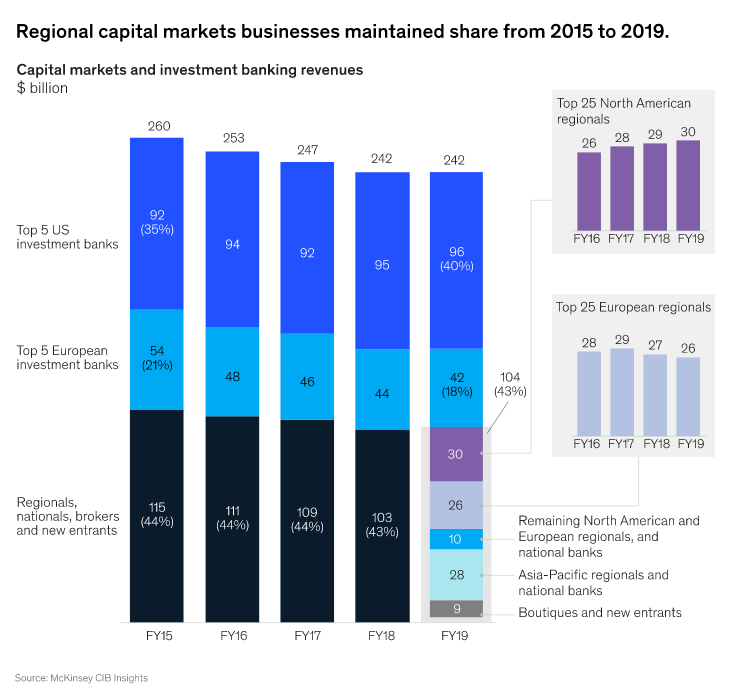 Regional capital markets businesses maintained share from 2015 to 2019.
Capital markets and investment banking revenues
$ billion
260
253
247
242
242
Top 5 US
investment banks
92
(35%)
94
92
95
96
(40%)
Top 5 European
investment banks
54
(21%)
48
46
44
42
(18%)
104
(43%)
Regionals,
nationals, brokers
and new entrants
115
(44%)
111
(44%)
109
(44%)
103
(43%)
30
26
10
28
9
Remaining North American and
European regionals, and
national banks
Asia-Pacific regionals and
national banks
Boutiques and new entrants
FY15
FY16
FY17
FY18
FY19
Top 25 North American
regionals
26
28
29
30
FY16
FY17
FY18
FY19
Top 25 European regionals
28
29
27
26
FY16
FY17
FY18
FY19
Source: McKinsey CIB Insights